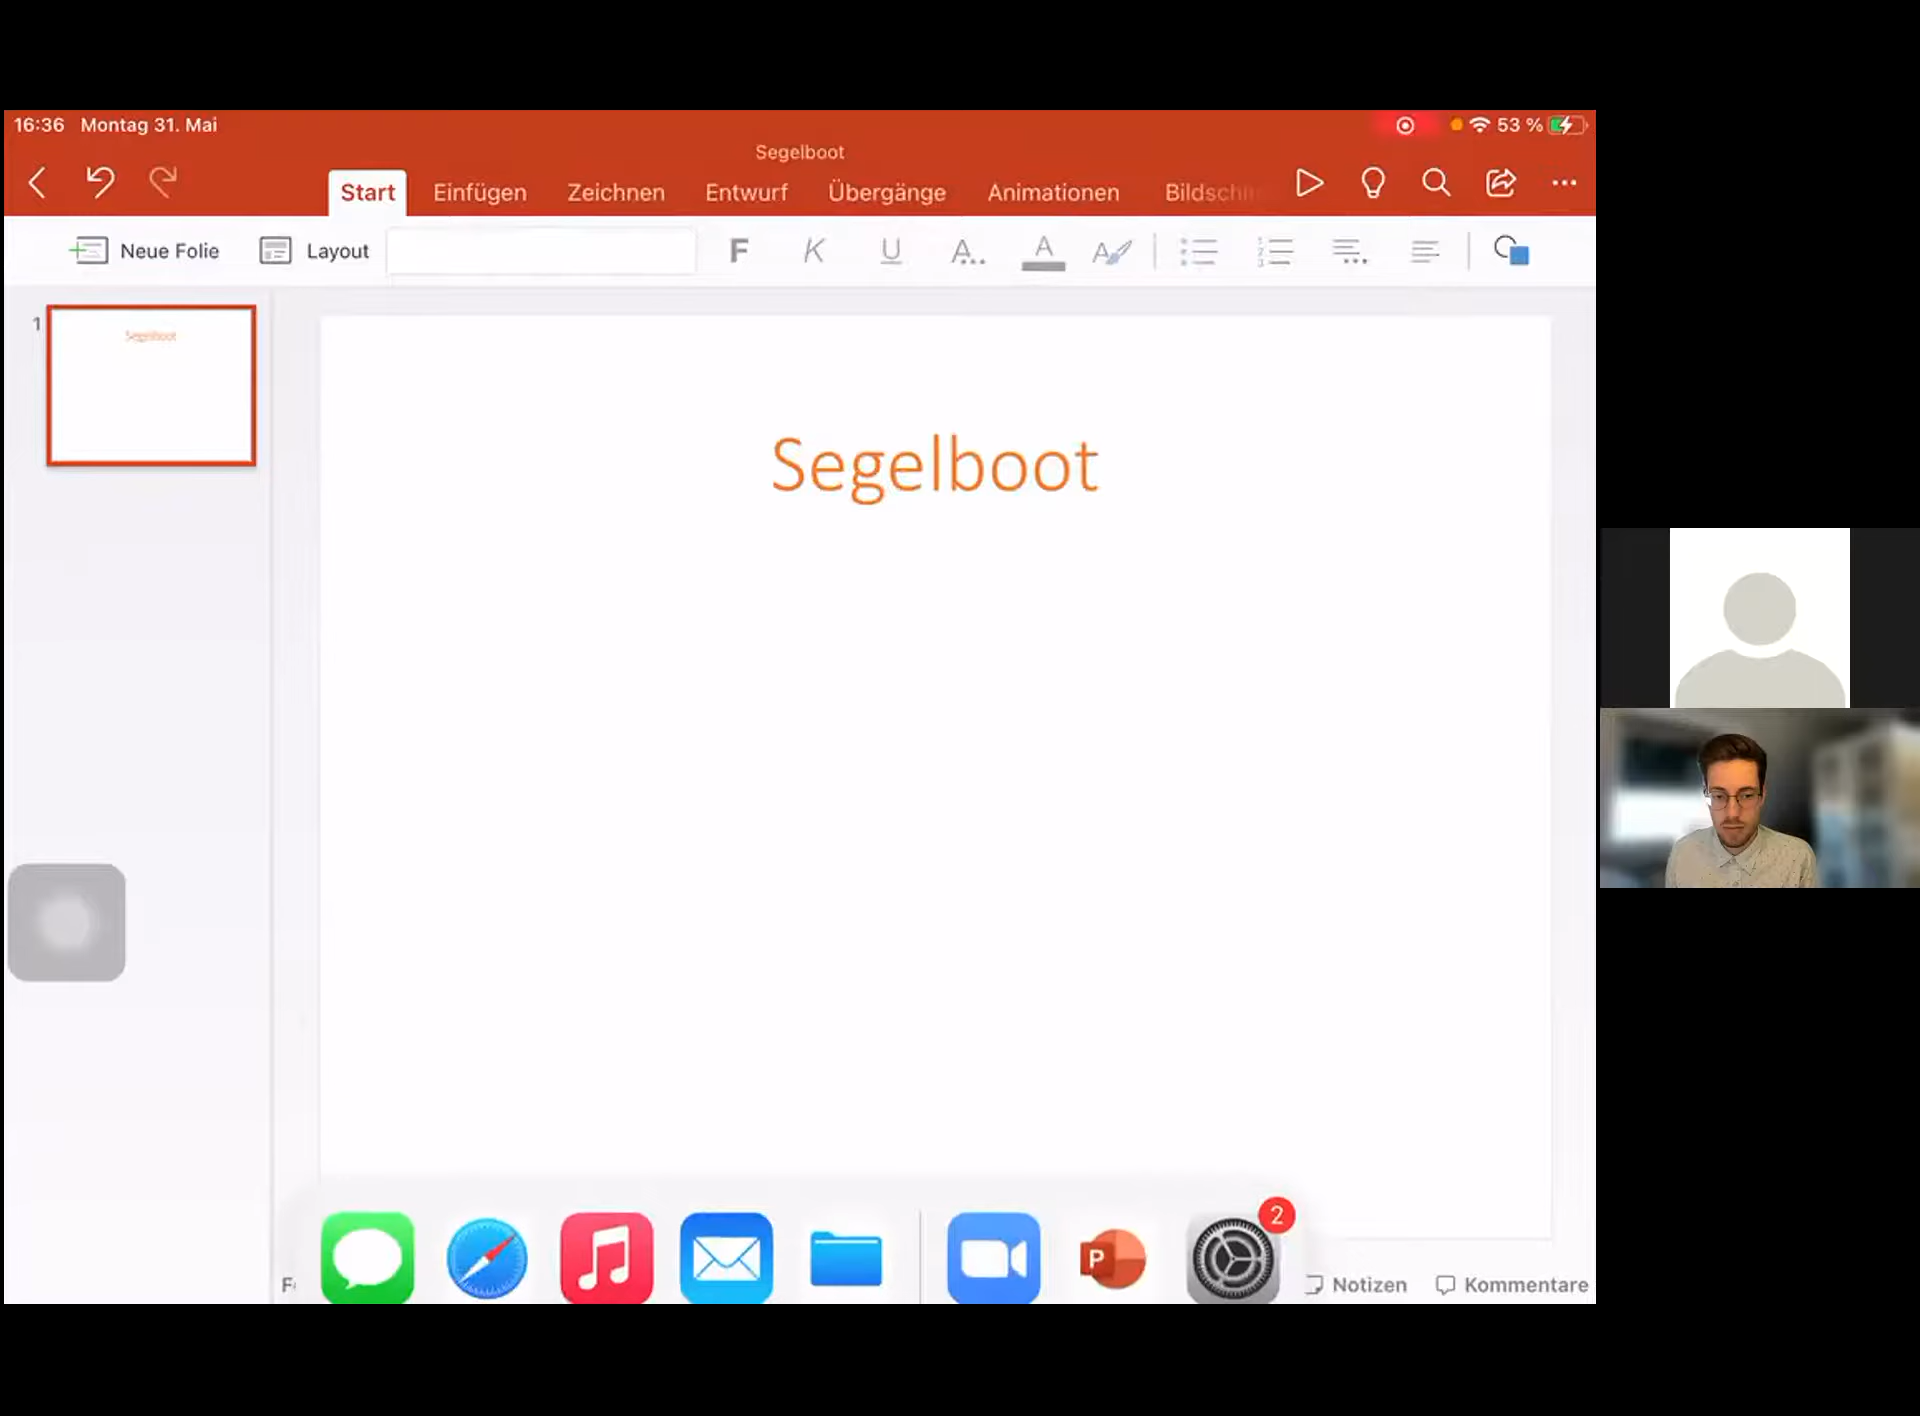 16:36 Montag 31. Mai
53 %
Segelboot
Start Einfügen Zeichnen Entwurf Übergänge Animationen
Neue Folie Layout F K U A.. A A
1
Segelboot
Segelboot
2
P
Notizen Kommentare